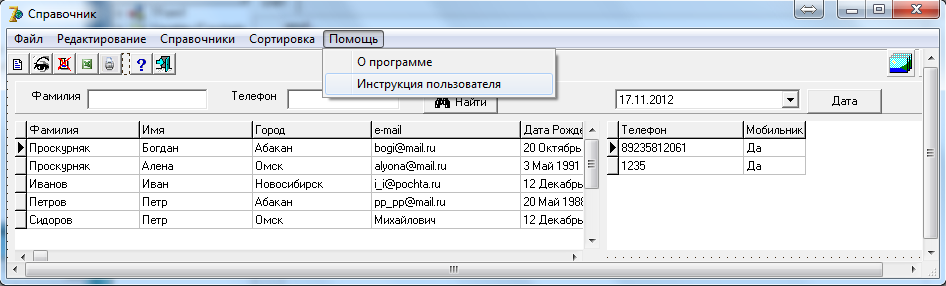 Справочник
Файл Редактирование Справочники Сортировка Помощь
О программе
Инструкция пользователя
Фамилия Телефон Найти 17.11.2012 Дата
Фамилия Имя Город e-mail Дата Рожде Телефон Мобильник
Проскурняк Богдан Абакан bogi@mail.ru 20 Октябрь 89235812061 Да
Проскурняк Алена Омск alyona@mail.ru 3 Май 1991 1235 Да
Иванов Иван Новосибирск i_i@pochta.ru 12 Декабрь
Петров Петр Абакан pp_pp@mail.ru 20 Май 1988
Сидоров Петр Омск Михайлович 12 Декабрь